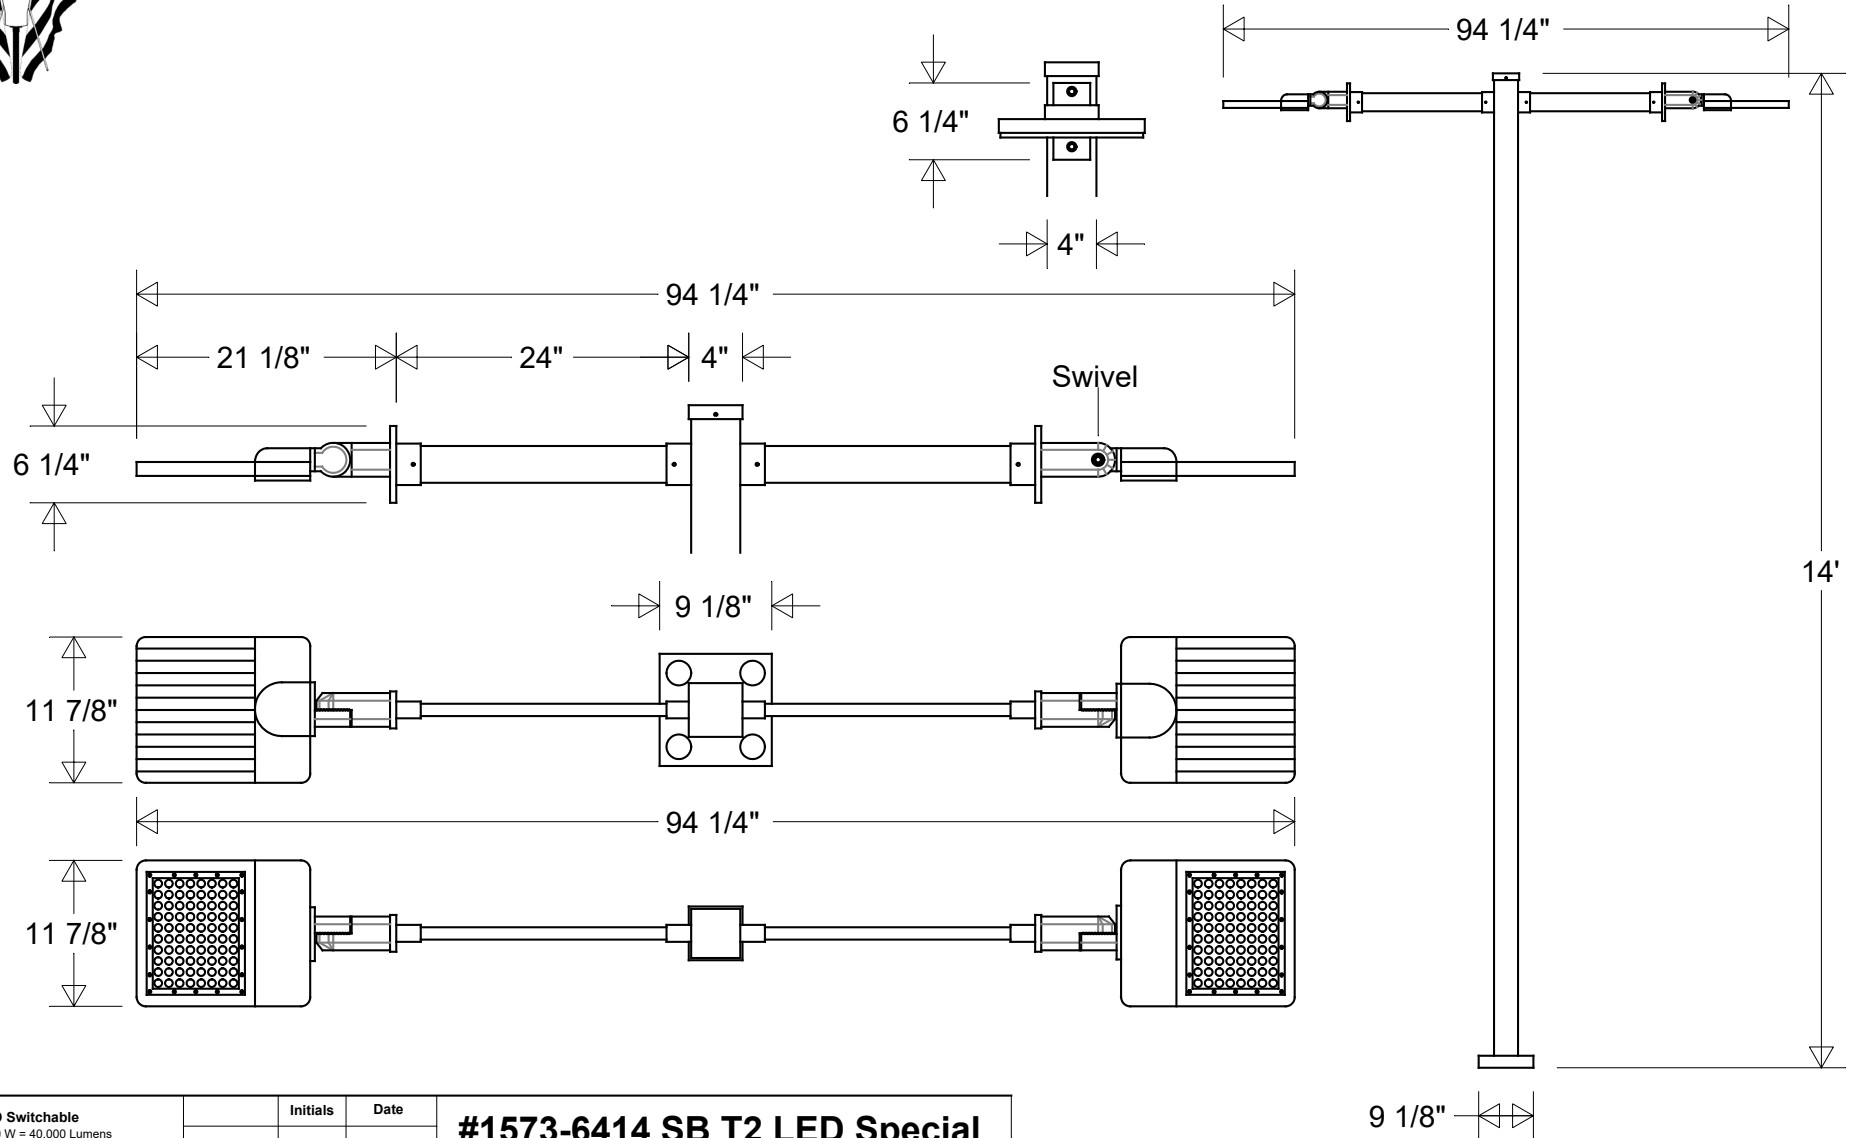 94 1/4"
6 1/4"
4"
94 1/4"
21 1/8"
24"
4"
Swivel
6 1/4"
14'
9 1/8"
11 7/8"
94 1/4"
11 7/8"
9 1/8"
Switchable
W = 40,000 Lumens
Initials
Date
#1573-6414 SB T2 LED Special